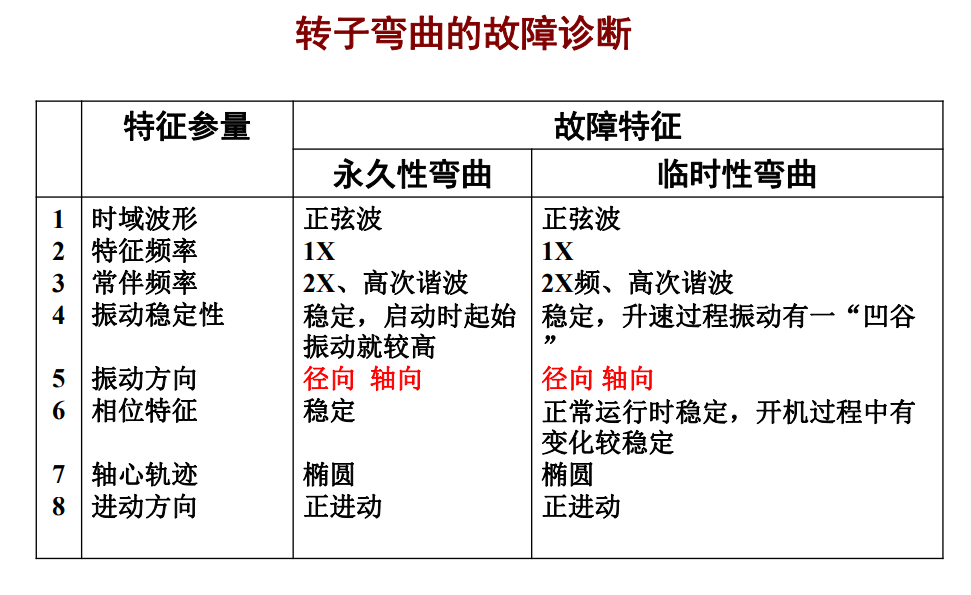 转子弯曲的故障诊断
特征参量 故障特征
永久性弯曲 临时性弯曲
1 时域波形 正弦波 正弦波
2 特征频率 1X 1X
3 常伴频率 2X、高次谐波 2X频、高次谐波
4 振动稳定性 稳定，启动时起始 稳定，升速过程振动有一“凹谷
振动就较高 ”
5 振动方向 径向 轴向 径向 轴向
6 相位特征 稳定 正常运行时稳定，开机过程中有
变化较稳定
7 轴心轨迹 椭圆 椭圆
8 进动方向 正进动 正进动